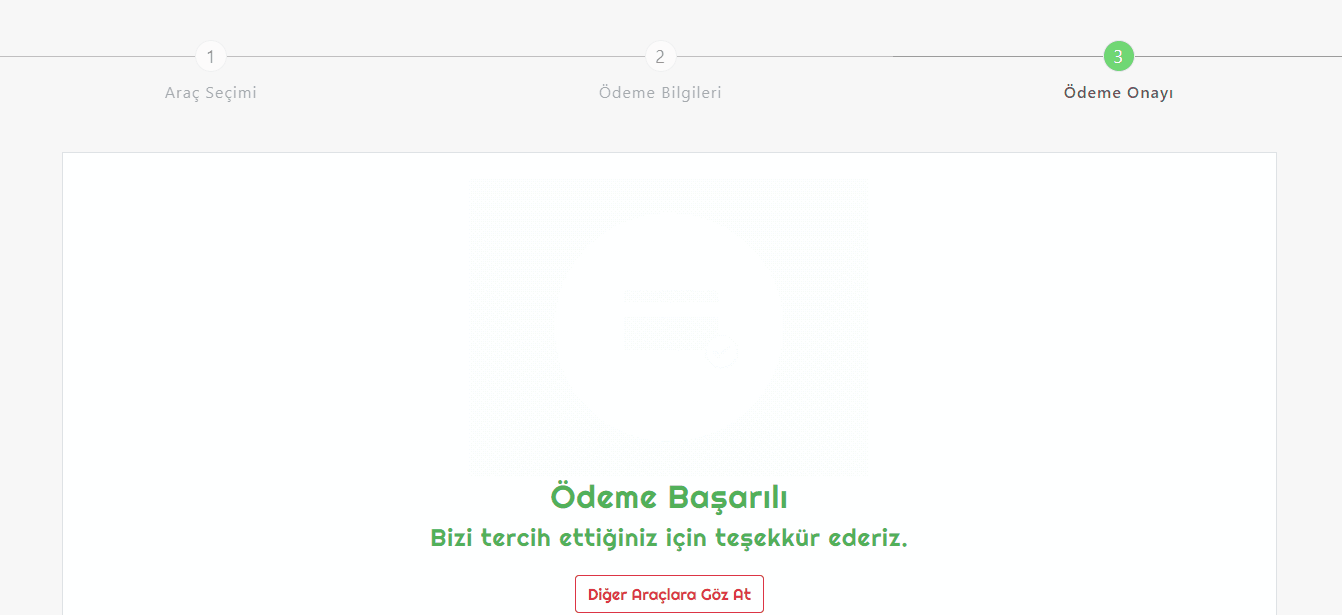 1
2
3
Araç Seçimi
Ödeme Bilgileri
Ödeme Onayı
Ödeme Başarılı
Bizi tercih ettiğiniz için teşekkür ederiz.
Diğer Araçlara Göz At